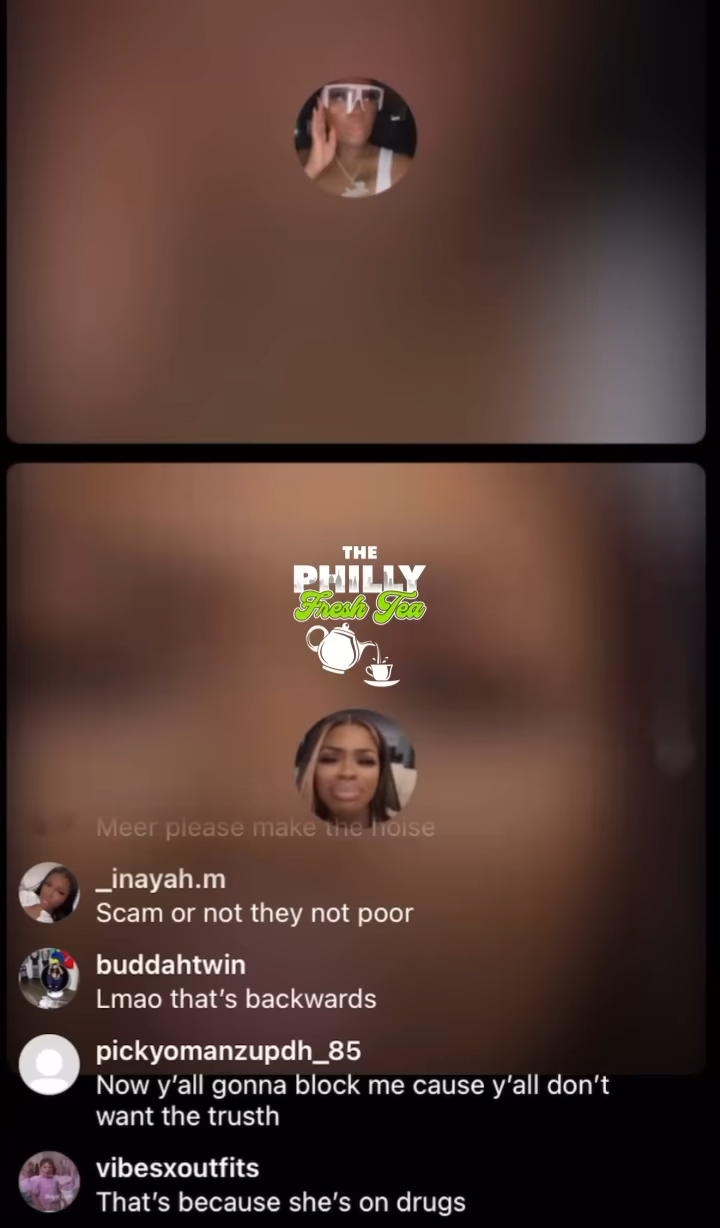 THE
PHILLY
Fresh Tea
Meer please make the noise
_inayah.m
Scam or not they not poor
buddahtwin
Lmao that’s backwards
pickyomanzupdh_85
Now y’all gonna block me cause y’all don’t
want the trusth
vibesxoutfits
That’s because she’s on drugs